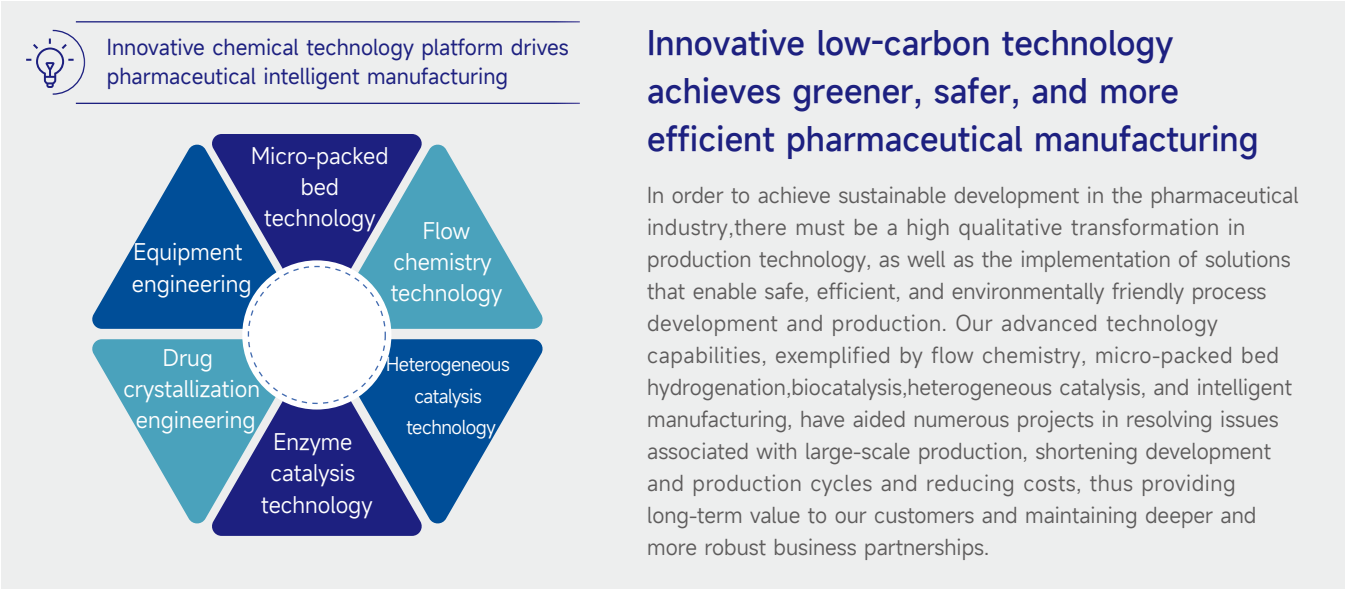 Innovative chemical technology platform drives
pharmaceutical intelligent manufacturing
Micro-packed
bed
technology
Flow
chemistry
technology
Heterogeneous
catalysis
technology
Enzyme
catalysis
technology
Drug
crystallization
engineering
Equipment
engineering
Innovative low-carbon technology
achieves greener, safer, and more
efficient pharmaceutical manufacturing
In order to achieve sustainable development in the pharmaceutical
industry,there must be a high qualitative transformation in
production technology, as well as the implementation of solutions
that enable safe, efficient, and environmentally friendly process
development and production. Our advanced technology
capabilities, exemplified by flow chemistry, micro-packed bed
hydrogenation,biocatalysis,heterogeneous catalysis, and intelligent
manufacturing, have aided numerous projects in resolving issues
associated with large-scale production, shortening development
and production cycles and reducing costs, thus providing
long-term value to our customers and maintaining deeper and
more robust business partnerships.